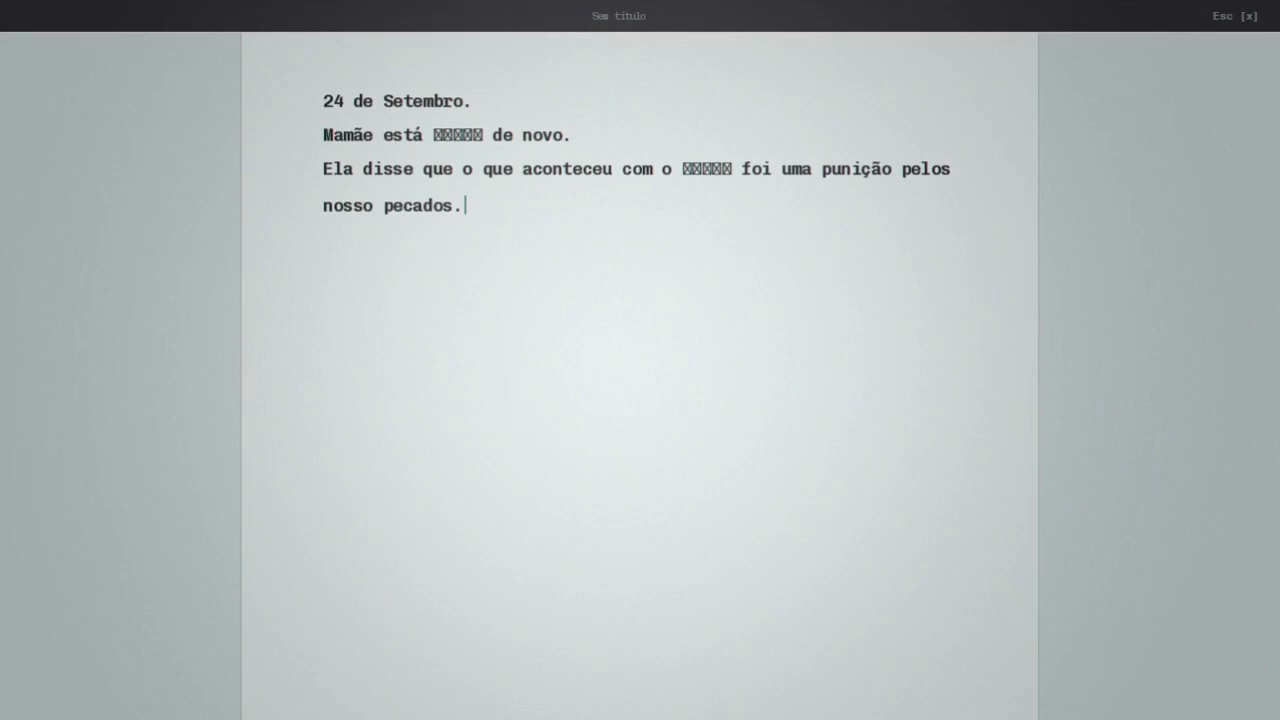 Sem título
Esc [x]
24 de Setembro.
Mamãe está de novo.
Ela disse que o que aconteceu com o foi uma punição pelos
nosso pecados.